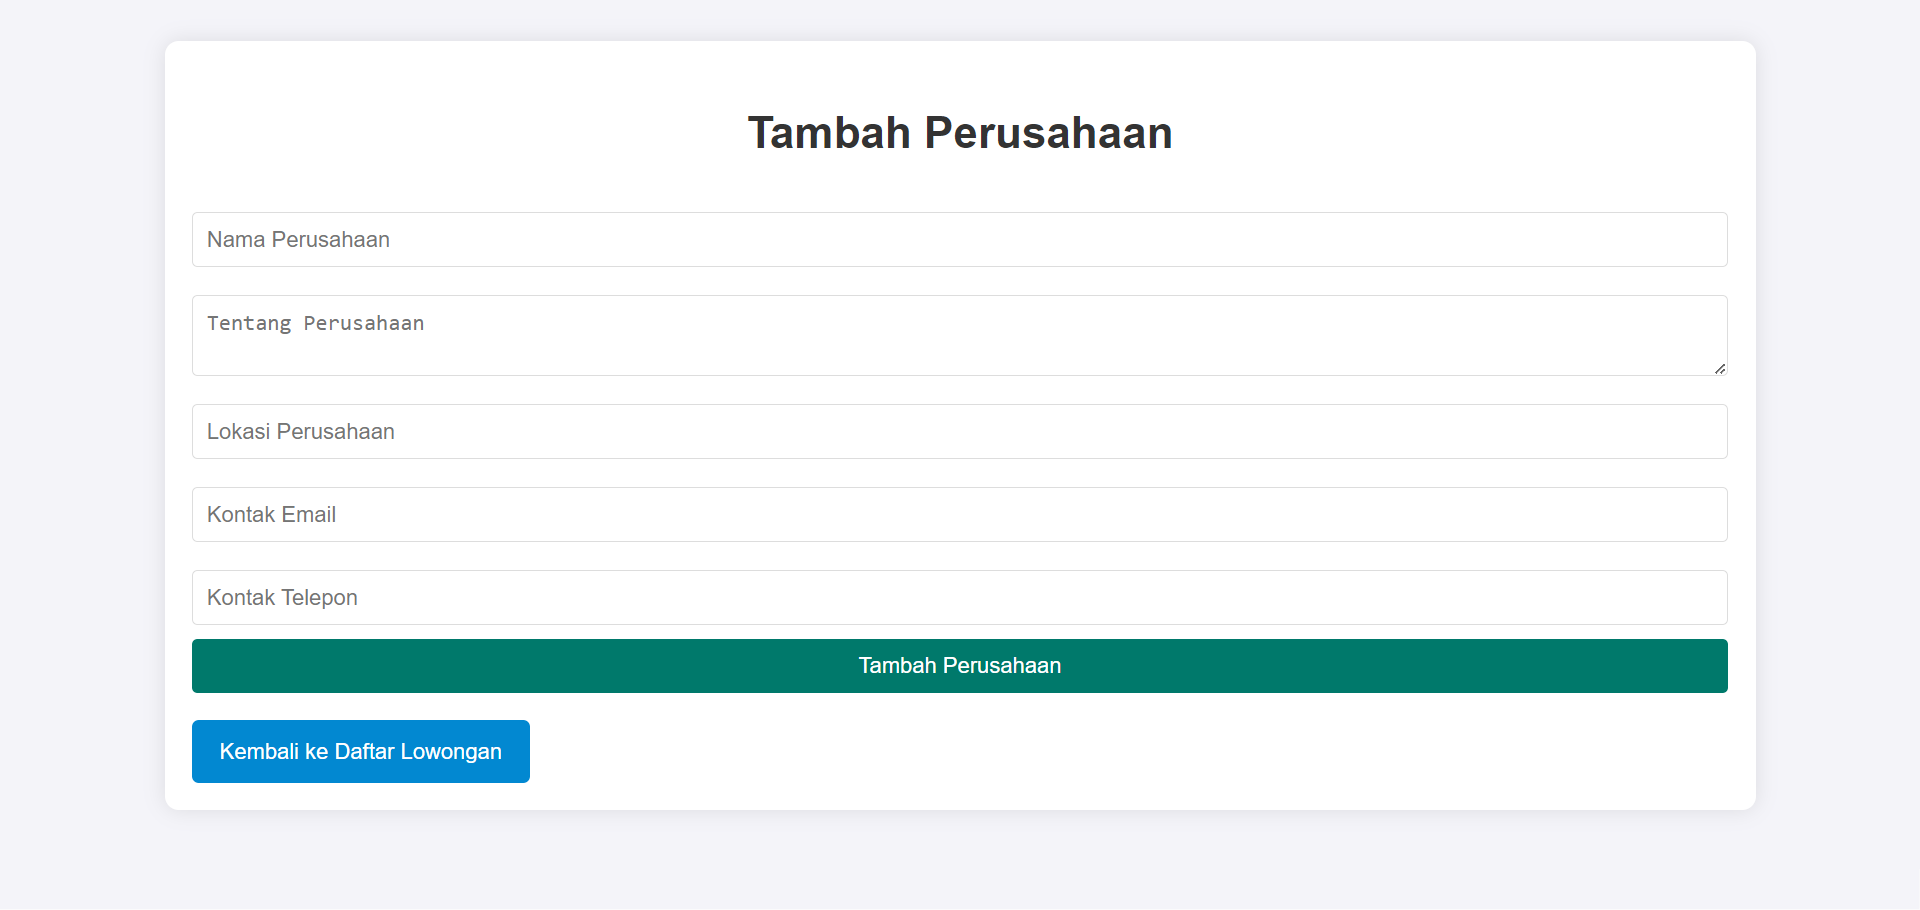 Tambah Perusahaan
Nama Perusahaan
Tentang Perusahaan
Lokasi Perusahaan
Kontak Email
Kontak Telepon
Tambah Perusahaan
Kembali ke Daftar Lowongan